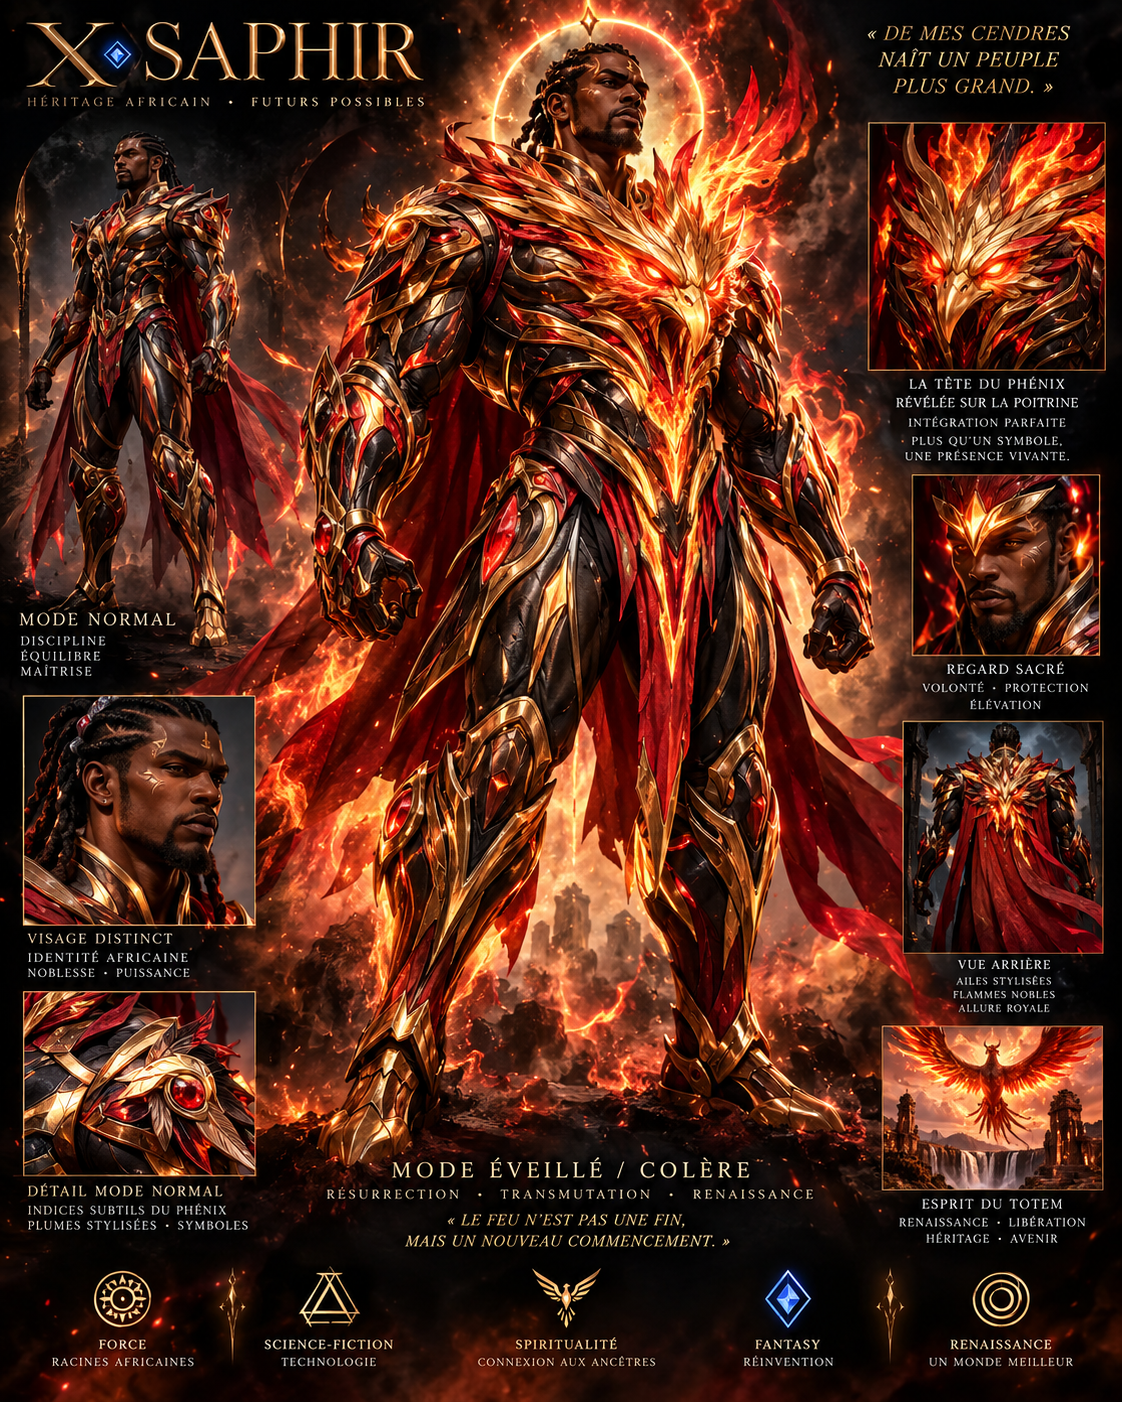 X SAPHIR
HÉRITAGE AFRICAIN • FUTURS POSSIBLES
« DE MES CENDRES
NAÎT UN PEUPLE
PLUS GRAND. »
LA TÊTE DU PHÉNIX
RÉVÉLÉE SUR LA POITRINE
INTÉGRATION PARFAITE
PLUS QU'UN SYMBOLE,
UNE PRÉSENCE VIVANTE.
MODE NORMAL
DISCIPLINE
ÉQUILIBRE
MAÎTRISE
REGARD SACRÉ
VOLONTÉ • PROTECTION
ÉLÉVATION
VISAGE DISTINCT
IDENTITÉ AFRICAINE
NOBLESSE • PUISSANCE
VUE ARRIÈRE
AILES STYLISÉES
FLAMMES NOBLES
ALLURE ROYALE
DÉTAIL MODE NORMAL
INDICES SUBTILS DU PHÉNIX
PLUMES STYLISÉES • SYMBOLES
MODE ÉVEILLÉ / COLÈRE
RÉSURRECTION • TRANSMUTATION • RENAISSANCE
« LE FEU N'EST PAS UNE FIN,
MAIS UN NOUVEAU COMMENCEMENT. »
ESPRIT DU TOTEM
RENAISSANCE • LIBÉRATION
HÉRITAGE • AVENIR
FORCE
RACINES AFRICAINES
SCIENCE-FICTION
TECHNOLOGIE
SPIRITUALITÉ
CONNEXION AUX ANCÊTRES
FANTASY
RÉINVENTION
RENAISSANCE
UN MONDE MEILLEUR